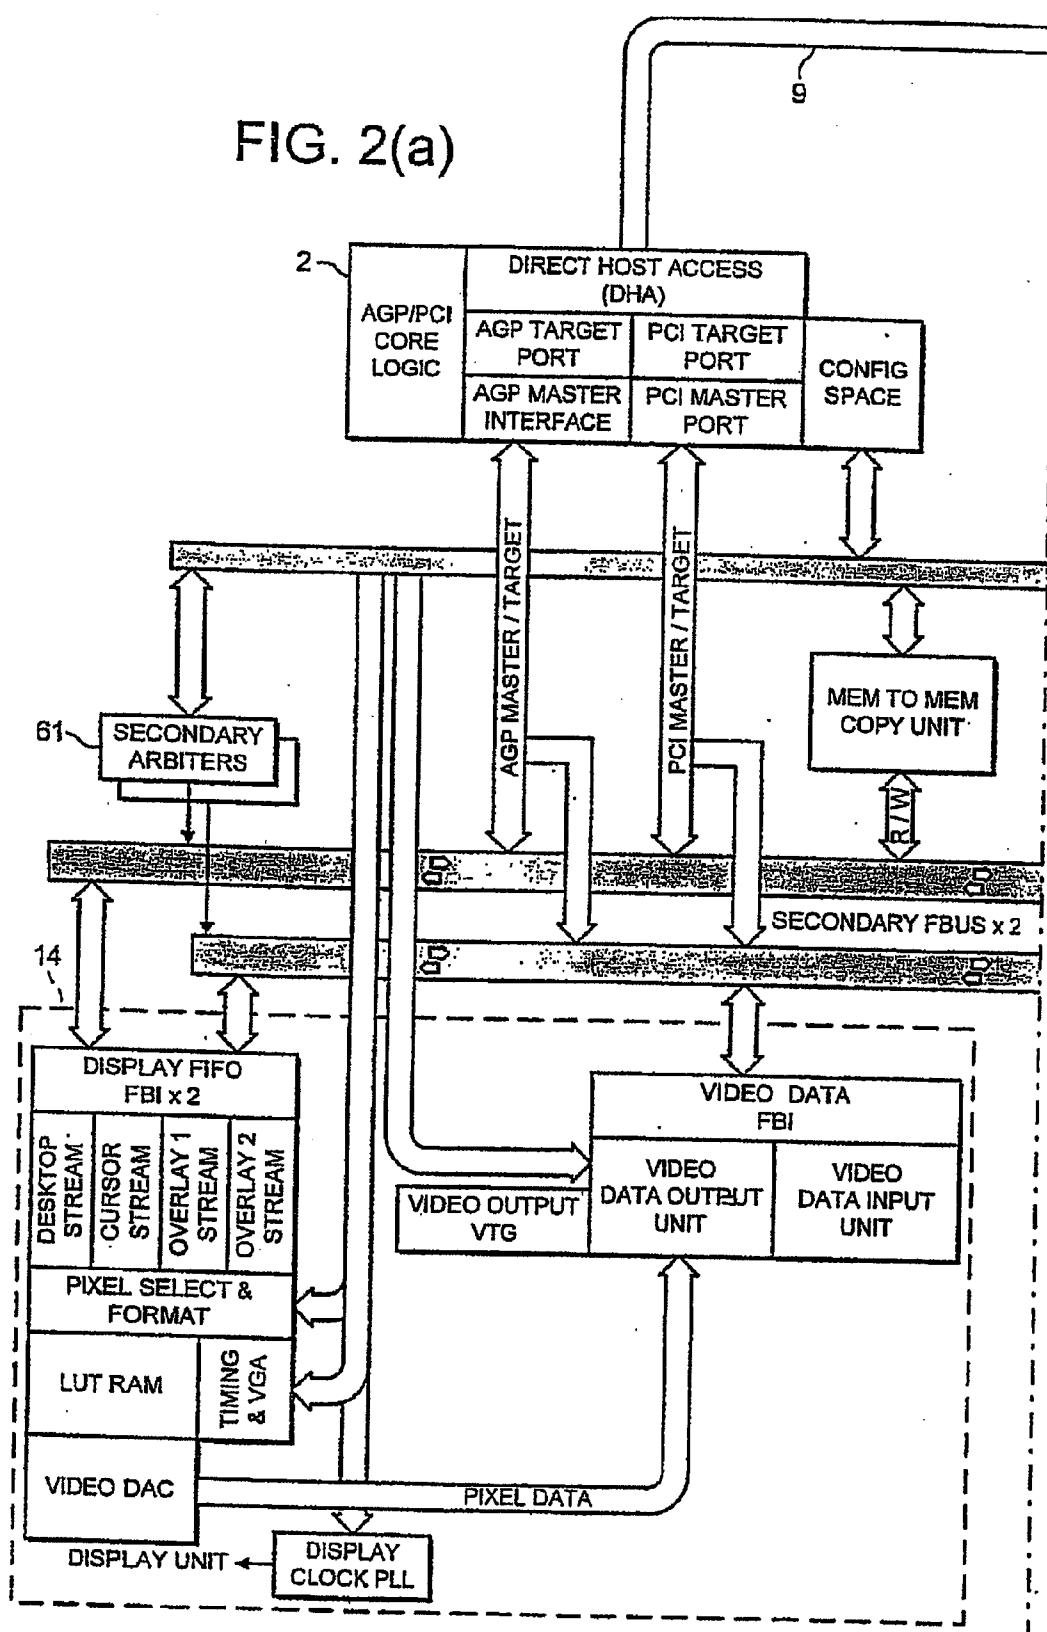 9
FIG. 2(a)
2
DIRECT HOST ACCESS
(DHA)
AGP/PCI
CORE
LOGIC
AGP TARGET
PORT
PCI TARGET
PORT
CONFIG
SPACE
AGP MASTER
INTERFACE
PCI MASTER
PORT
AGP MASTER / TARGET
PCI MASTER / TARGET
MEM TO MEM
COPY UNIT
61
SECONDARY
ARBITERS
R / W
SECONDARY FBUS x 2
14
DISPLAY FIFO
FBI x 2
VIDEO DATA
FBI
DESKTOP
STREAM
CURSOR
STREAM
OVERLAY 1
STREAM
OVERLAY 2
STREAM
VIDEO OUTPUT
VTG
VIDEO
DATA OUTPUT
UNIT
VIDEO
DATA INPUT
UNIT
PIXEL SELECT &
FORMAT
LUT RAM
TIMING
& VGA
VIDEO DAC
PIXEL DATA
DISPLAY UNIT
DISPLAY
CLOCK PLL